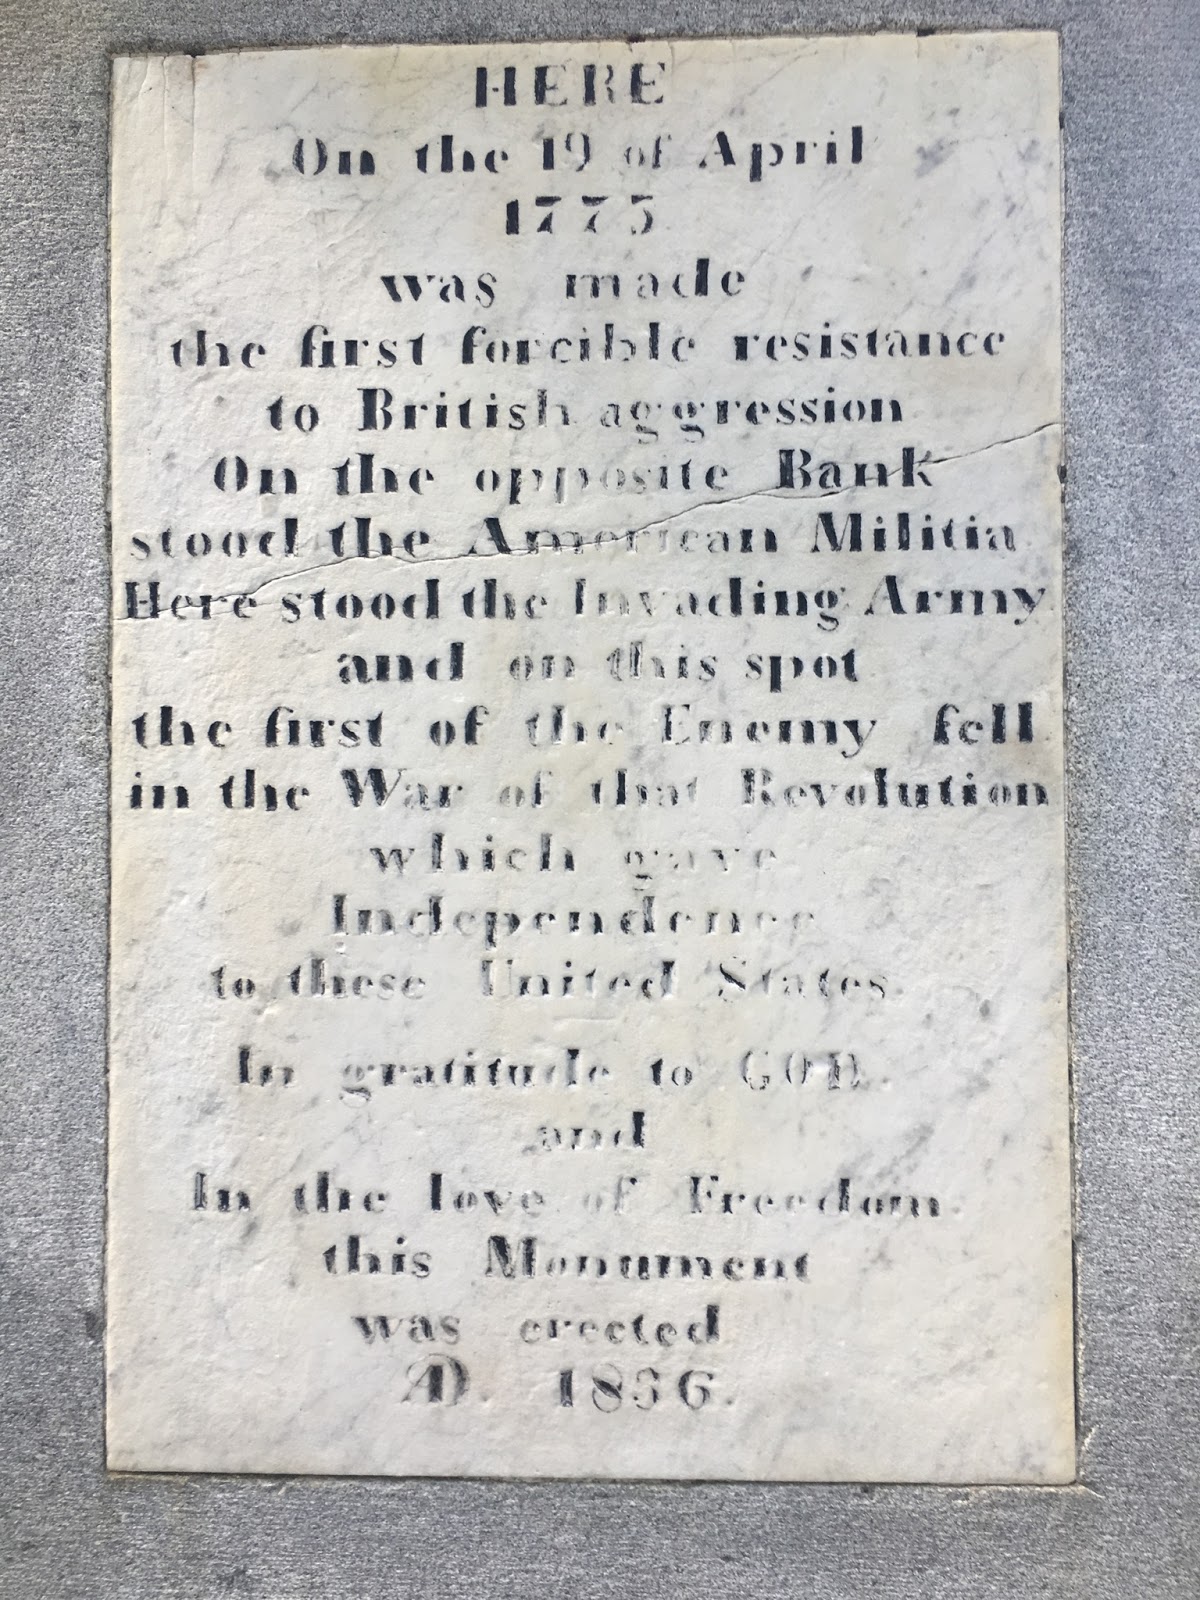 HERE
On the 19 of April
1775
was made
the first forcible resistance
to British aggression
On the opposite Bank
stood the American Militia
Here stood the Invading Army
and on this spot
the first of the Enemy fell
in the War of that Revolution
which gave
Independence
to these United States
In gratitude to GOD
and
In the love of Freedom
this Monument
was erected
AD. 1836.